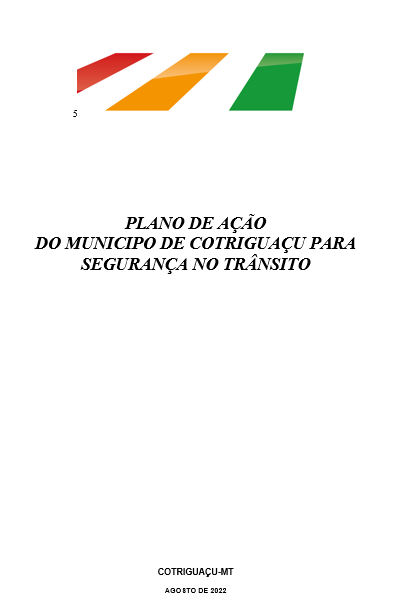 5
PLANO DE AÇÃO
DO MUNICIPO DE COTRIGUAÇU PARA
SEGURANÇA NO TRÂNSITO
COTRIGUAÇU-MT
AGOSTO DE 2022